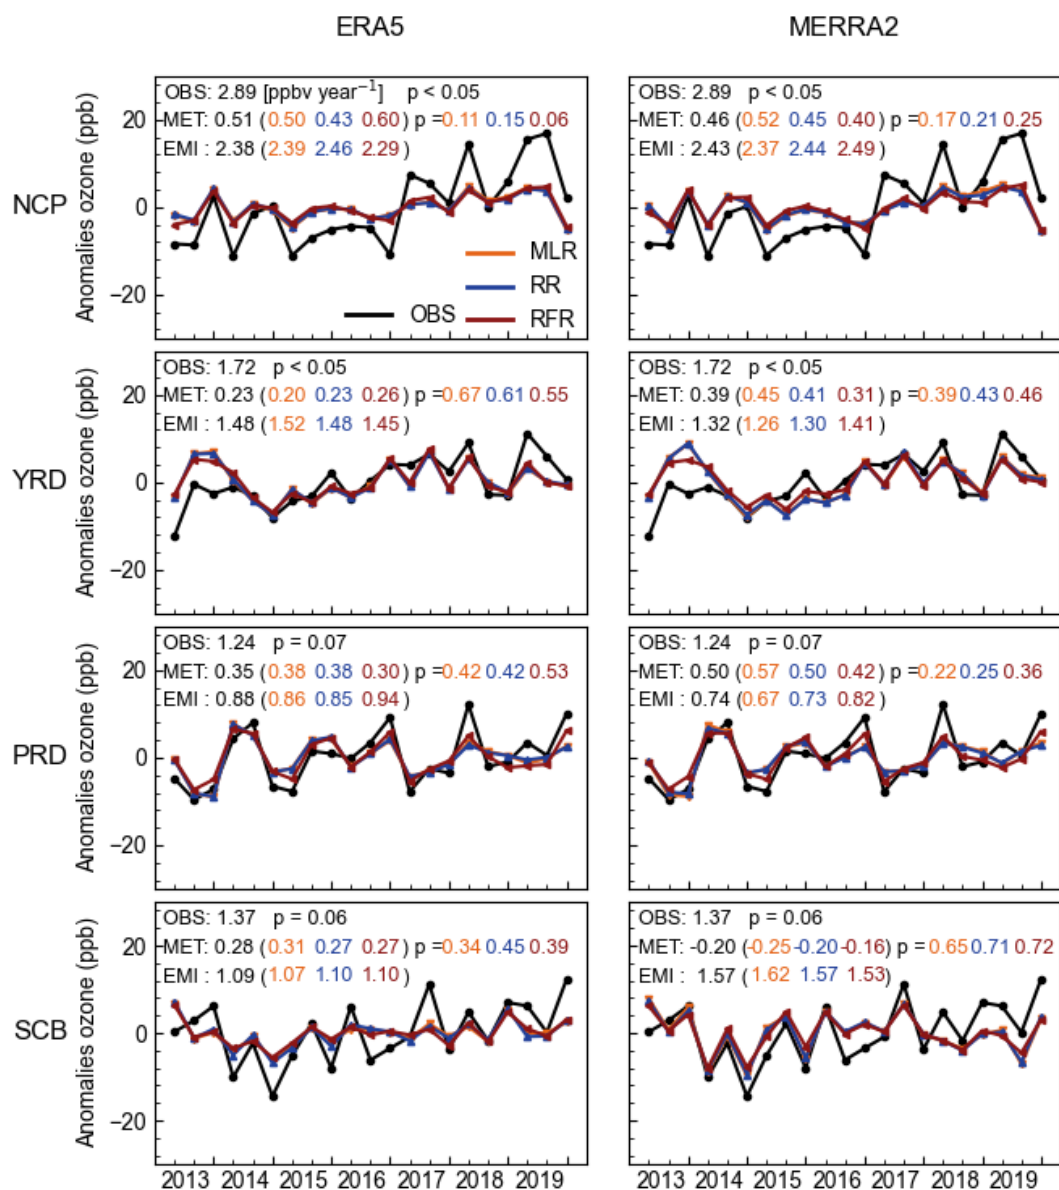 ERA5
MERRA2
NCP
Anomalies ozone (ppb)
20
0
−20
OBS: 2.89 [ppbv year⁻¹] p < 0.05
MET: 0.51 (0.50 0.43 0.60) p =0.11 0.15 0.06
EMI : 2.38 (2.39 2.46 2.29 )
MLR
RR
OBS
RFR
OBS: 2.89 p < 0.05
MET: 0.46 (0.52 0.45 0.40) p =0.17 0.21 0.25
EMI : 2.43 (2.37 2.44 2.49)
YRD
Anomalies ozone (ppb)
20
0
−20
OBS: 1.72 p < 0.05
MET: 0.23 (0.20 0.23 0.26) p =0.67 0.61 0.55
EMI : 1.48 (1.52 1.48 1.45)
OBS: 1.72 p < 0.05
MET: 0.39 (0.45 0.41 0.31) p =0.39 0.43 0.46
EMI : 1.32 (1.26 1.30 1.41)
PRD
Anomalies ozone (ppb)
20
0
−20
OBS: 1.24 p = 0.07
MET: 0.35 (0.38 0.38 0.30) p =0.42 0.42 0.53
EMI : 0.88 (0.86 0.85 0.94)
OBS: 1.24 p = 0.07
MET: 0.50 (0.57 0.50 0.42) p =0.22 0.25 0.36
EMI : 0.74 (0.67 0.73 0.82)
SCB
Anomalies ozone (ppb)
20
0
−20
OBS: 1.37 p = 0.06
MET: 0.28 (0.31 0.27 0.27) p =0.34 0.45 0.39
EMI : 1.09 (1.07 1.10 1.10)
OBS: 1.37 p = 0.06
MET: -0.20 (-0.25 -0.20 -0.16) p = 0.65 0.71 0.72
EMI : 1.57 (1.62 1.57 1.53)
2013 2014 2015 2016 2017 2018 2019
2013 2014 2015 2016 2017 2018 2019